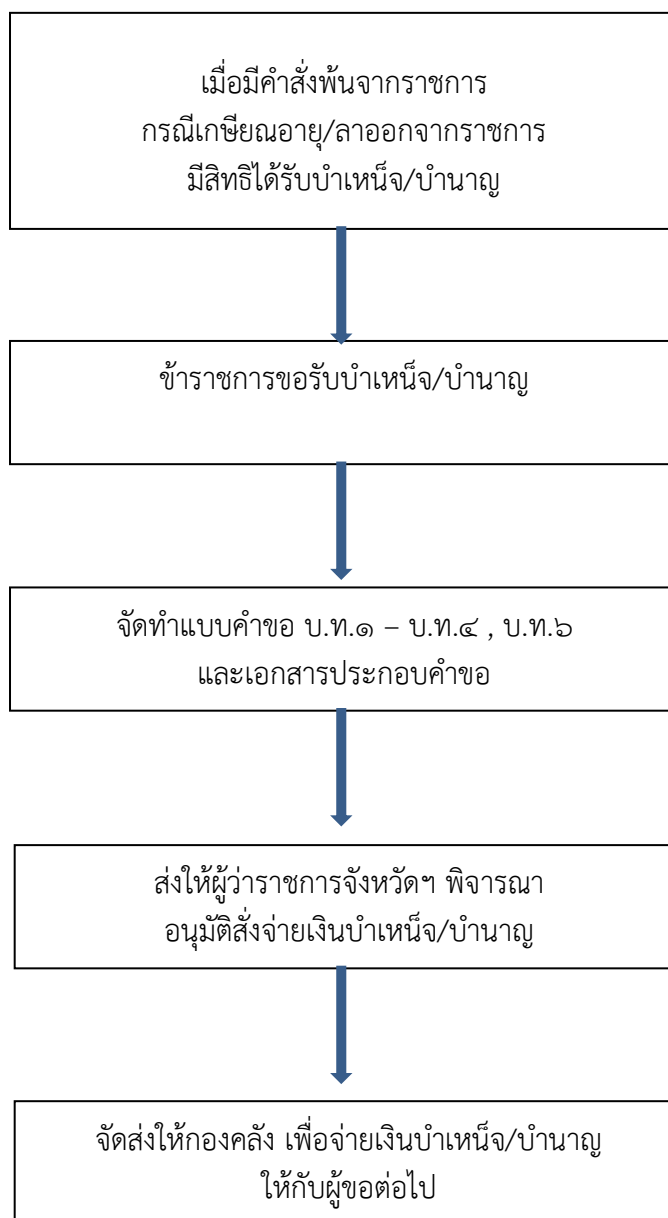 เมื่อมีคำสั่งพ้นจากราชการ
กรณีเกษียณอายุ/ลาออกจากราชการ
มีสิทธิได้รับบำเหน็จ/บำนาญ
ข้าราชการขอรับบำเหน็จ/บำนาญ
จัดทำแบบคำขอ บ.ท.๑ – บ.ท.๔ , บ.ท.๖
และเอกสารประกอบคำขอ
ส่งให้ผู้ว่าราชการจังหวัดฯ พิจารณา
อนุมัติสั่งจ่ายเงินบำเหน็จ/บำนาญ
จัดส่งให้กองคลัง เพื่อจ่ายเงินบำเหน็จ/บำนาญ
ให้กับผู้ขอต่อไป